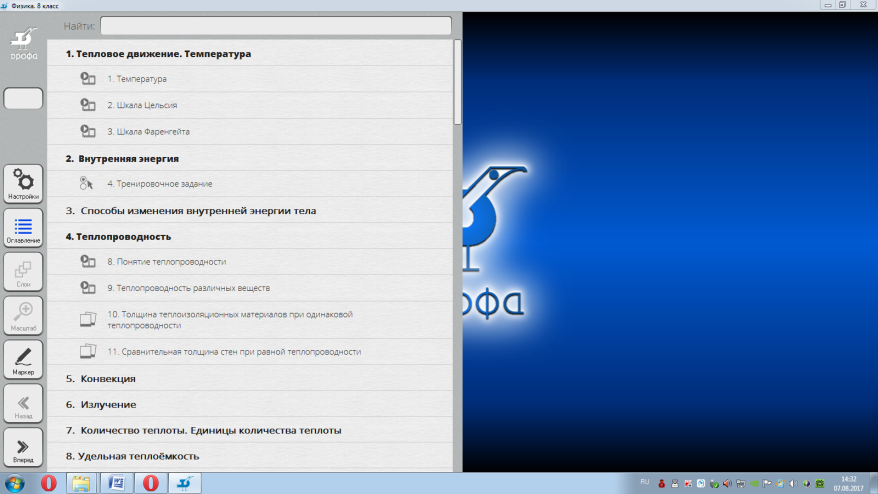 Физика. 8 класс
Найти:
дрофа
1. Тепловое движение. Температура
1. Температура
2. Шкала Цельсия
3. Шкала Фаренгейта
2. Внутренняя энергия
4. Тренировочное задание
3. Способы изменения внутренней энергии тела
4. Теплопроводность
8. Понятие теплопроводности
9. Теплопроводность различных веществ
10. Толщина теплоизоляционных материалов при одинаковой
теплопроводности
11. Сравнительная толщина стен при равной теплопроводности
5. Конвекция
6. Излучение
7. Количество теплоты. Единицы количества теплоты
8. Удельная теплоёмкость
Настройки
Оглавление
Слои
Масштаб
Маркер
Назад
Вперед
рофа
RU
14:32
07.08.2017